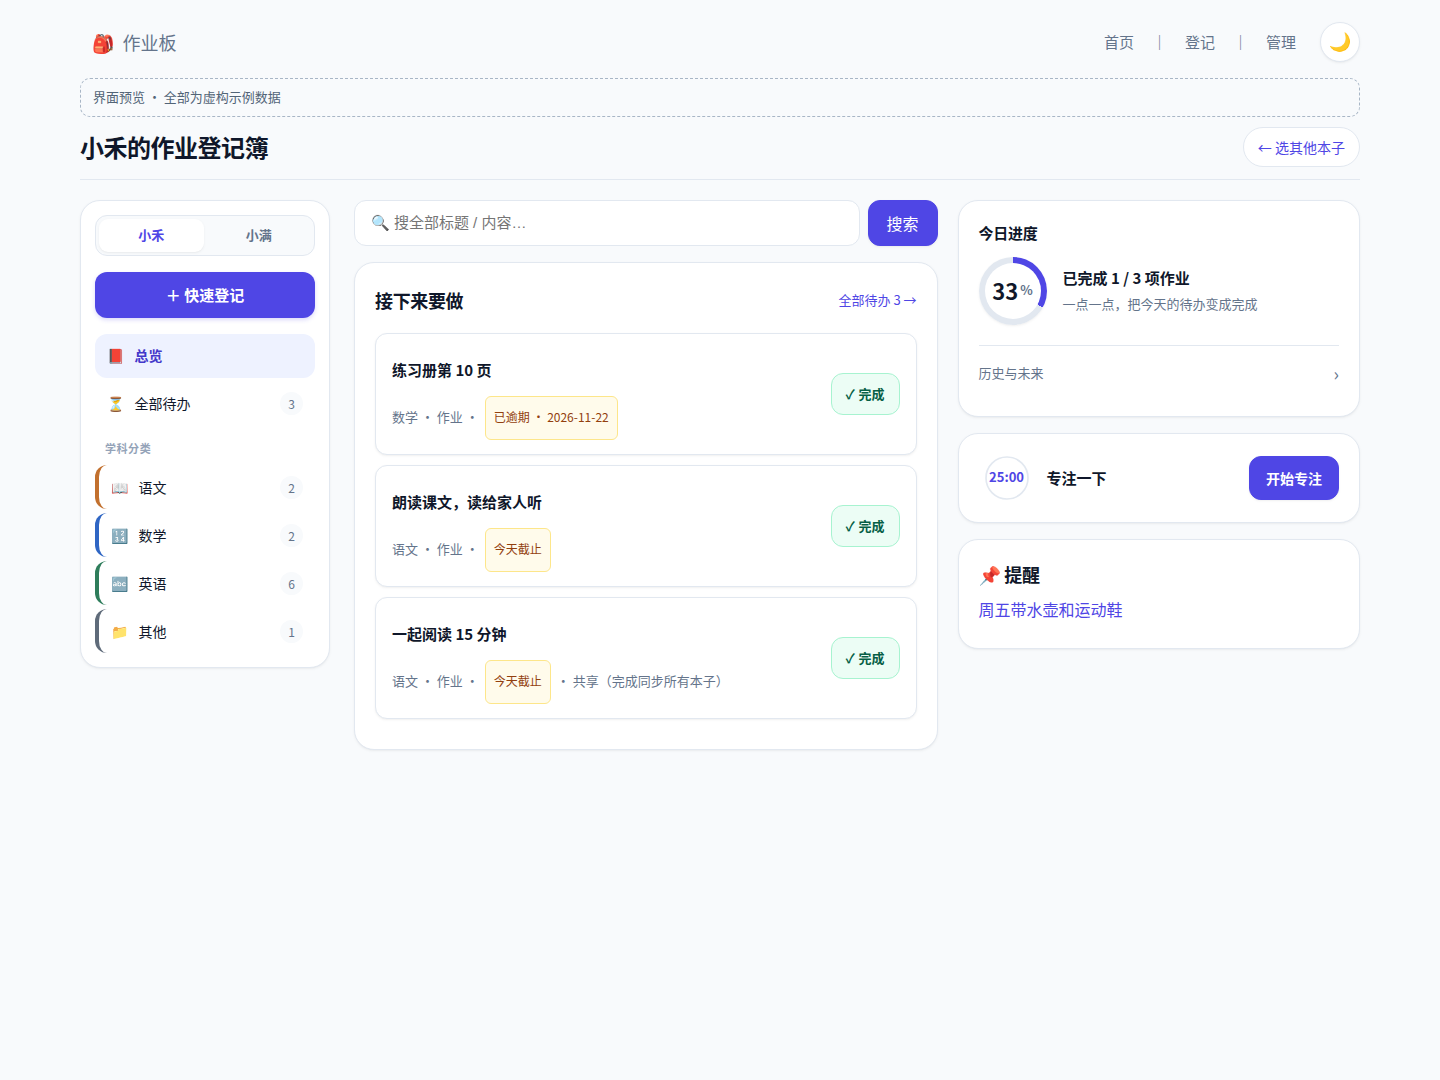 🎒 作业板
首页 | 登记 | 管理 🌙
界面预览 · 全部为虚构示例数据
小禾的作业登记簿
← 选其他本子
小禾 小满
＋ 快速登记
📕 总览
⏳ 全部待办 3
学科分类
📖 语文 2
🔢 数学 2
🔤 英语 6
📁 其他 1
🔍 搜全部标题 / 内容…
搜索
接下来要做
全部待办 3 →
练习册第 10 页
数学 · 作业 · 已逾期 · 2026-11-22
✓ 完成
朗读课文，读给家人听
语文 · 作业 · 今天截止
✓ 完成
一起阅读 15 分钟
语文 · 作业 · 今天截止 · 共享（完成同步所有本子）
✓ 完成
今日进度
33%
已完成 1 / 3 项作业
一点一点，把今天的待办变成完成
历史与未来 ›
25:00 专注一下 开始专注
📌 提醒
周五带水壶和运动鞋